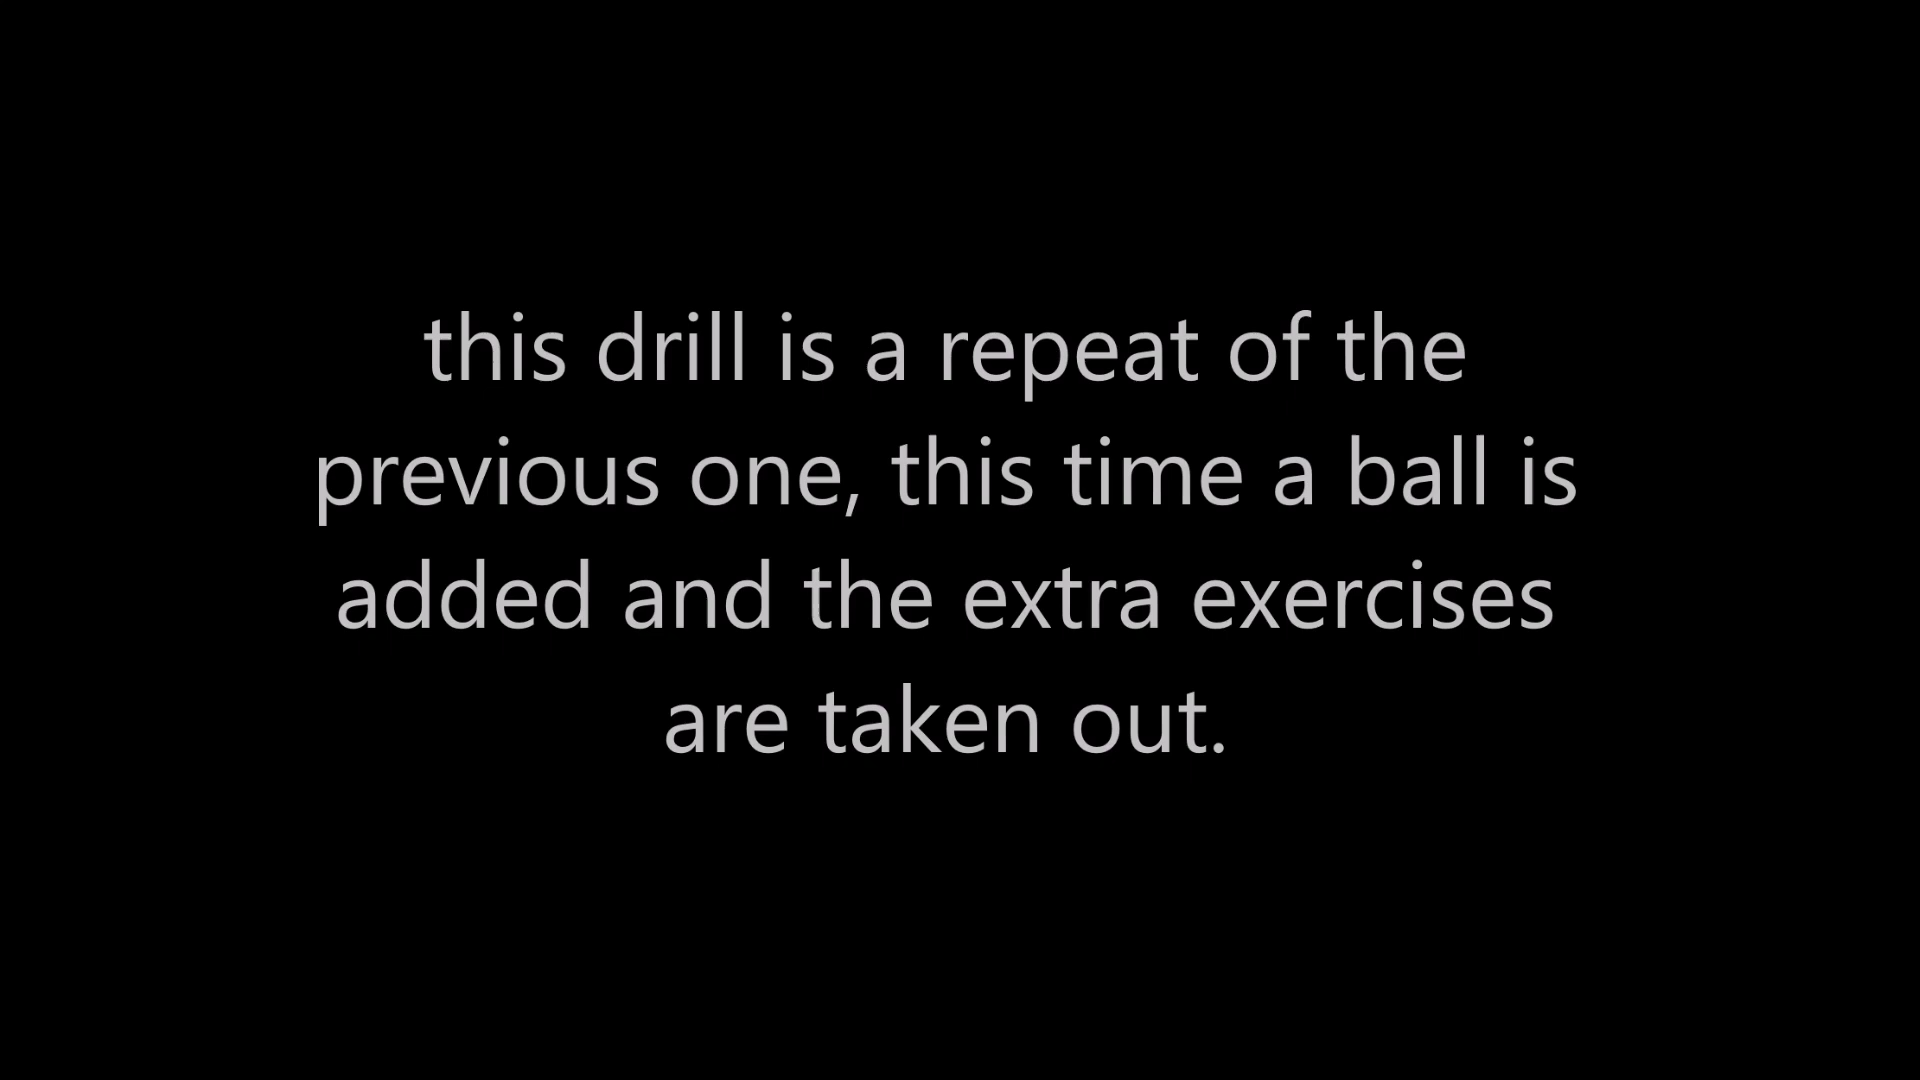 this drill is a repeat of the
previous one, this time a ball is
added and the extra exercises
are taken out.